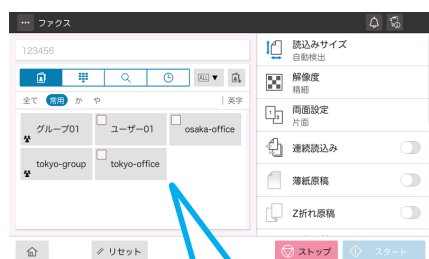 ファクス
123456
ALL
全て 常用 か や 英字
グループ01
ユーザー01
osaka-office
tokyo-group
tokyo-office
読込みサイズ
自動検出
解像度
精細
両面設定
片面
連続読込み
薄紙原稿
Z折れ原稿
リセット
ストップ
スタート